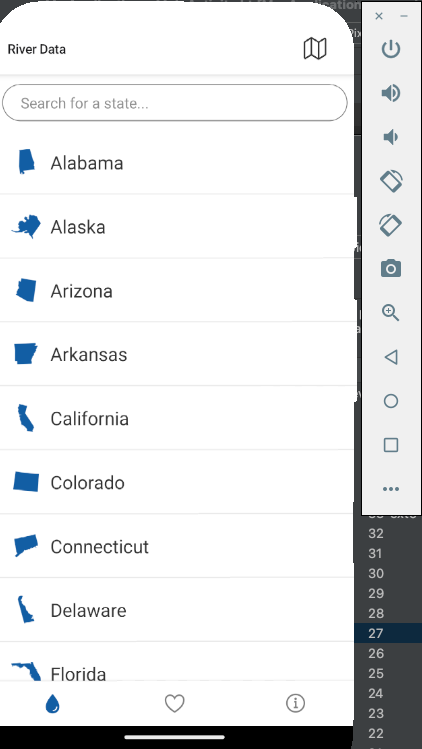 River Data
Search for a state...
Alabama
Alaska
Arizona
Arkansas
California
Colorado
Connecticut
Delaware
Florida
32
31
30
29
28
27
26
25
24
23
22